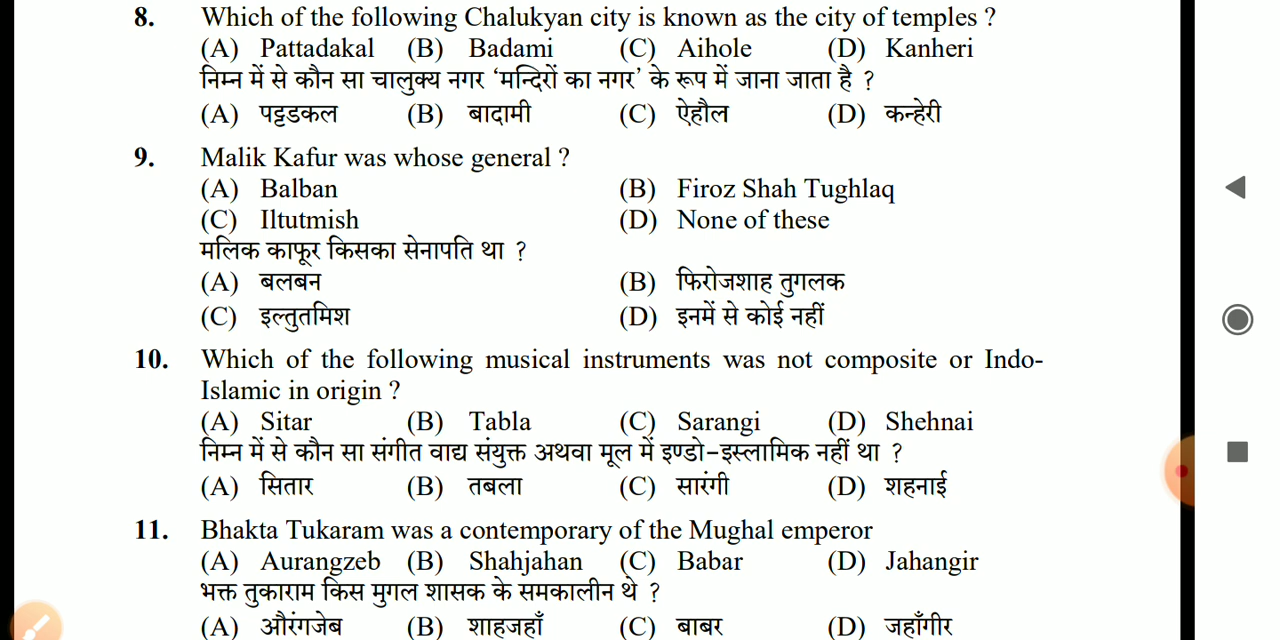 8. Which of the following Chalukyan city is known as the city of temples ?
(A) Pattadakal (B) Badami (C) Aihole (D) Kanheri
निम्न में से कौन सा चालुक्य नगर ‘मन्दिरों का नगर’ के रूप में जाना जाता है ?
(A) पट्टडकल (B) बादामी (C) ऐहौल (D) कन्हेरी
9. Malik Kafur was whose general ?
(A) Balban (B) Firoz Shah Tughlaq
(C) Iltutmish (D) None of these
मलिक काफूर किसका सेनापति था ?
(A) बलबन (B) फिरोजशाह तुगलक
(C) इल्तुतमिश (D) इनमें से कोई नहीं
10. Which of the following musical instruments was not composite or Indo-
Islamic in origin ?
(A) Sitar (B) Tabla (C) Sarangi (D) Shehnai
निम्न में से कौन सा संगीत वाद्य संयुक्त अथवा मूल में इण्डो-इस्लामिक नहीं था ?
(A) सितार (B) तबला (C) सारंगी (D) शहनाई
11. Bhakta Tukaram was a contemporary of the Mughal emperor
(A) Aurangzeb (B) Shahjahan (C) Babar (D) Jahangir
भक्त तुकाराम किस मुगल शासक के समकालीन थे ?
(A) औरंगजेब (B) शाहजहाँ (C) बाबर (D) जहाँगीर